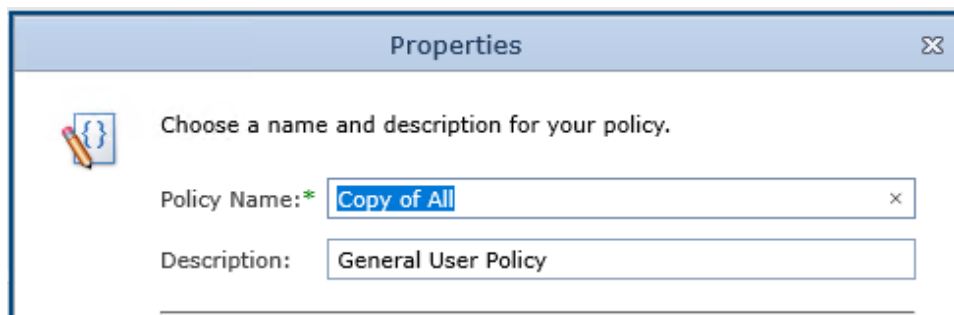 Properties
Choose a name and description for your policy.
Policy Name:* Copy of All
Description: General User Policy